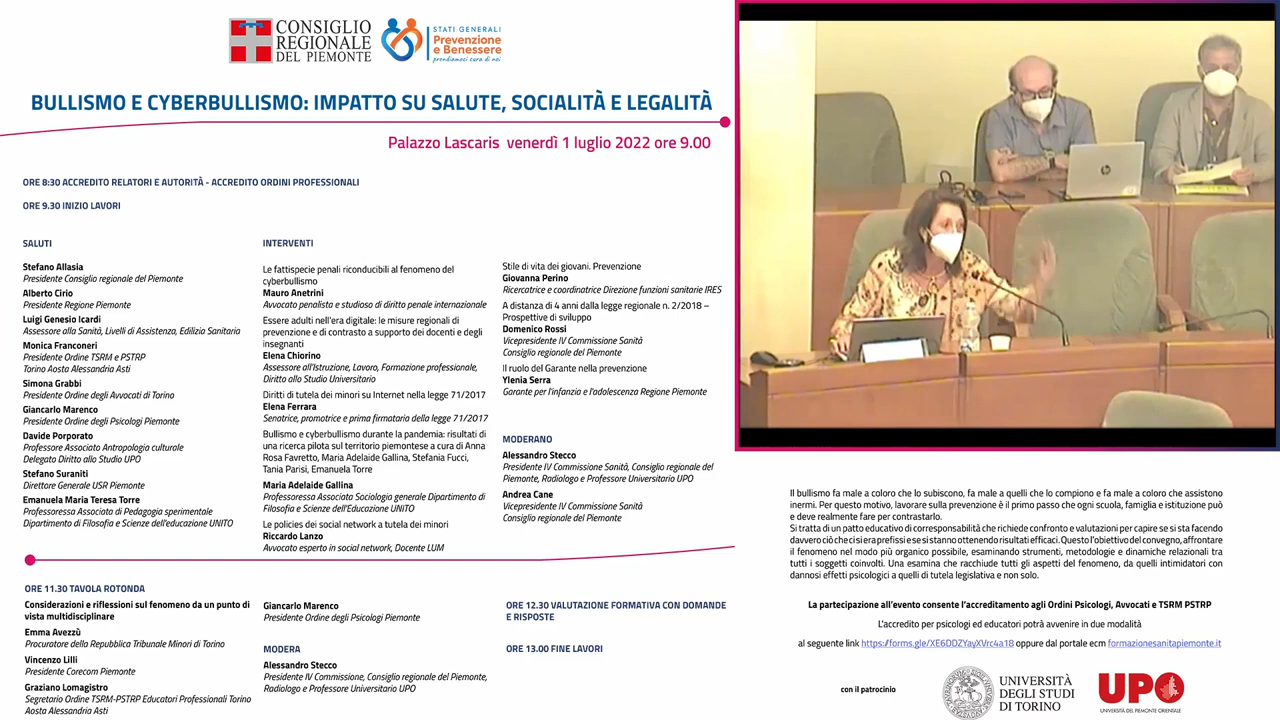 CONSIGLIO
REGIONALE
DEL PIEMONTE
STATI GENERALI
Prevenzione
e Benessere
prendiamoci cura di noi
BULLISMO E CYBERBULLISMO: IMPATTO SU SALUTE, SOCIALITÀ E LEGALITÀ
Palazzo Lascaris venerdì 1 luglio 2022 ore 9.00
ORE 8:30 ACCREDITO RELATORI E AUTORITÀ - ACCREDITO ORDINI PROFESSIONALI
ORE 9.30 INIZIO LAVORI
SALUTI
Stefano Allasia
Presidente Consiglio regionale del Piemonte
Alberto Cirio
Presidente Regione Piemonte
Luigi Genesio Icardi
Assessore alla Sanità, Livelli di Assistenza, Edilizia Sanitaria
Monica Franconeri
Presidente Ordine TSRM e PSTRP
Torino Aosta Alessandria Asti
Simona Grabbi
Presidente Ordine degli Avvocati di Torino
Giancarlo Marenco
Presidente Ordine degli Psicologi Piemonte
Davide Porporato
Professore Associato Antropologia culturale
Delegato Diritto allo Studio UPO
Stefano Suraniti
Direttore Generale USR Piemonte
Emanuela Maria Teresa Torre
Professoressa Associata di Pedagogia sperimentale
Dipartimento di Filosofia e Scienze dell'educazione UNITO
INTERVENTI
Le fattispecie penali riconducibili al fenomeno del
cyberbullismo
Mauro Anetrini
Avvocato penalista e studioso di diritto penale internazionale
Essere adulti nell'era digitale: le misure regionali di
prevenzione e di contrasto a supporto dei docenti e degli
insegnanti
Elena Chiorino
Assessore all'Istruzione, Lavoro, Formazione professionale,
Diritto allo Studio Universitario
Diritti di tutela dei minori su Internet nella legge 71/2017
Elena Ferrara
Senatrice, promotrice e prima firmataria della legge 71/2017
Bullismo e cyberbullismo durante la pandemia: risultati di
una ricerca pilota sul territorio piemontese a cura di Anna
Rosa Favretto, Maria Adelaide Gallina, Stefania Fucci,
Tania Parisi, Emanuela Torre
Maria Adelaide Gallina
Professoressa Associata Sociologia generale Dipartimento di
Filosofia e Scienze dell'Educazione UNITO
Le policies dei social network a tutela dei minori
Riccardo Lanzo
Avvocato esperto in social network, Docente LUM
Stile di vita dei giovani. Prevenzione
Giovanna Perino
Ricercatrice e coordinatrice Direzione funzioni sanitarie IRES
A distanza di 4 anni dalla legge regionale n. 2/2018 –
Prospettive di sviluppo
Domenico Rossi
Vicepresidente IV Commissione Sanità
Consiglio regionale del Piemonte
Il ruolo del Garante nella prevenzione
Ylenia Serra
Garante per l'infanzia e l'adolescenza Regione Piemonte
MODERANO
Alessandro Stecco
Presidente IV Commissione Sanità, Consiglio regionale del
Piemonte, Radiologo e Professore Universitario UPO
Andrea Cane
Vicepresidente IV Commissione Sanità
Consiglio regionale del Piemonte
ORE 11.30 TAVOLA ROTONDA
Considerazioni e riflessioni sul fenomeno da un punto di
vista multidisciplinare
Emma Avezzù
Procuratore della Repubblica Tribunale Minori di Torino
Vincenzo Lilli
Presidente Corecom Piemonte
Graziano Lomagistro
Segretario Ordine TSRM-PSTRP Educatori Professionali Torino
Aosta Alessandria Asti
Giancarlo Marenco
Presidente Ordine degli Psicologi Piemonte
MODERA
Alessandro Stecco
Presidente IV Commissione, Consiglio regionale del Piemonte,
Radiologo e Professore Universitario UPO
ORE 12.30 VALUTAZIONE FORMATIVA CON DOMANDE
E RISPOSTE
ORE 13.00 FINE LAVORI
hp
Il bullismo fa male a coloro che lo subiscono, fa male a quelli che lo compiono e fa male a coloro che assistono
inermi. Per questo motivo, lavorare sulla prevenzione è il primo passo che ogni scuola, famiglia e istituzione può
e deve realmente fare per contrastarlo.
Si tratta di un patto educativo di corresponsabilità che richiede confronto e valutazioni per capire se si sta facendo
davvero ciò che ci si era prefissi e se si stanno ottenendo risultati efficaci. Questo l'obiettivo del convegno, affrontare
il fenomeno nel modo più organico possibile, esaminando strumenti, metodologie e dinamiche relazionali tra
tutti i soggetti coinvolti. Una esamina che racchiude tutti gli aspetti del fenomeno, da quelli intimidatori con
dannosi effetti psicologici a quelli di tutela legislativa e non solo.
La partecipazione all'evento consente l'accreditamento agli Ordini Psicologi, Avvocati e TSRM PSTRP
L'accredito per psicologi ed educatori potrà avvenire in due modalità
al seguente link https://forms.gle/XE6DDZYayXVrc4a18 oppure dal portale ecm formazionesanitapiemonte.it
con il patrocinio
UNIVERSITÀ
DEGLI STUDI
DI TORINO
UPO
UNIVERSITÀ DEL PIEMONTE ORIENTALE